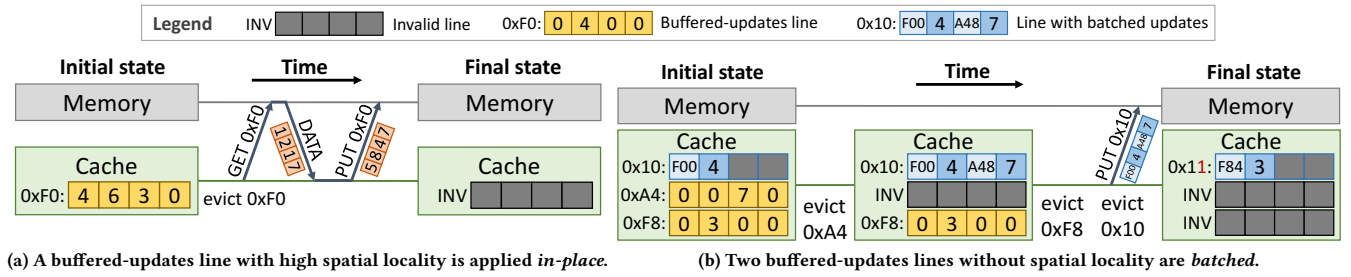 Legend
INV
Invalid line
0xF0: 0 4 0 0
Buffered-updates line
0x10: F00 4 A48 7
Line with batched updates
Initial state
Time
Final state
Memory
Memory
GET 0xF0
DATA
1 2 1 7
PUT 0xF0
5 8 4 7
Cache
0xF0: 4 6 3 0
evict 0xF0
Cache
INV
(a) A buffered-updates line with high spatial locality is applied in-place.
Initial state
Time
Final state
Memory
Memory
PUT 0x10
F00 4 A48 7
Cache
0x10: F00 4
0xA4: 0 0 7 0
0xF8: 0 3 0 0
evict
0xA4
Cache
0x10: F00 4 A48 7
INV
0xF8: 0 3 0 0
evict
0xF8
evict
0x10
Cache
0x11: F84 3
INV
INV
(b) Two buffered-updates lines without spatial locality are batched.